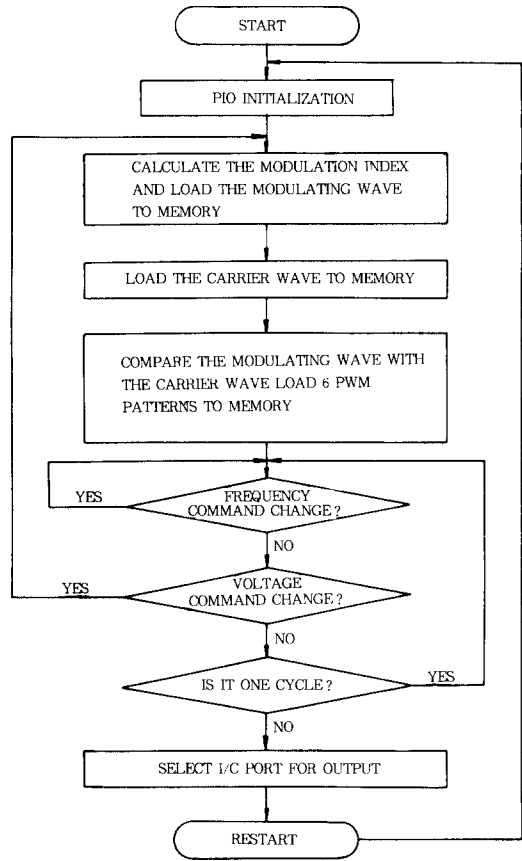 START
PIO INITIALIZATION
CALCULATE THE MODULATION INDEX
AND LOAD THE MODULATING WAVE
TO MEMORY
LOAD THE CARRIER WAVE TO MEMORY
COMPARE THE MODULATING WAVE WITH
THE CARRIER WAVE LOAD 6 PWM
PATTERNS TO MEMORY
YES
FREQUENCY
COMMAND CHANGE?
NO
YES
VOLTAGE
COMMAND CHANGE?
NO
IS IT ONE CYCLE?
YES
NO
SELECT I/C PORT FOR OUTPUT
RESTART